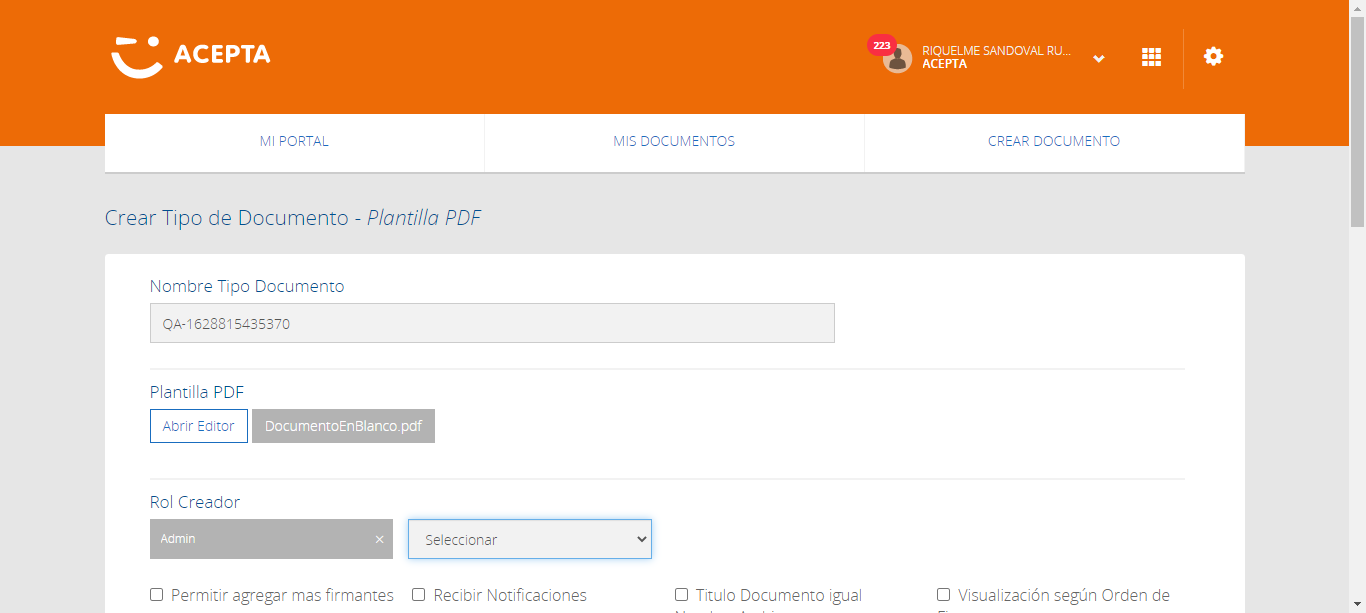 ACEPTA
223
RIQUELME SANDOVAL RU...
ACEPTA
MI PORTAL
MIS DOCUMENTOS
CREAR DOCUMENTO
Crear Tipo de Documento - Plantilla PDF
Nombre Tipo Documento
QA-1628815435370
Plantilla PDF
Abrir Editor
DocumentoEnBlanco.pdf
Rol Creador
Admin ×
Seleccionar
Permitir agregar mas firmantes
Recibir Notificaciones
Titulo Documento igual
Visualización según Orden de